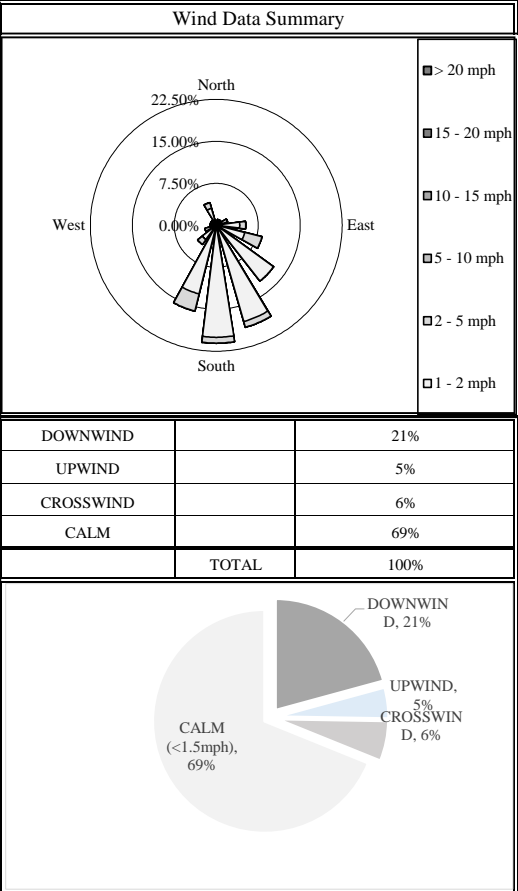 Wind Data Summary
North
22.50%
15.00%
7.50%
0.00%
West
East
South
> 20 mph
15 - 20 mph
10 - 15 mph
5 - 10 mph
2 - 5 mph
1 - 2 mph
DOWNWIND 21%
UPWIND 5%
CROSSWIND 6%
CALM 69%
TOTAL 100%
DOWNWIN
D, 21%
UPWIND,
5%
CROSSWIN
D, 6%
CALM
(<1.5mph),
69%